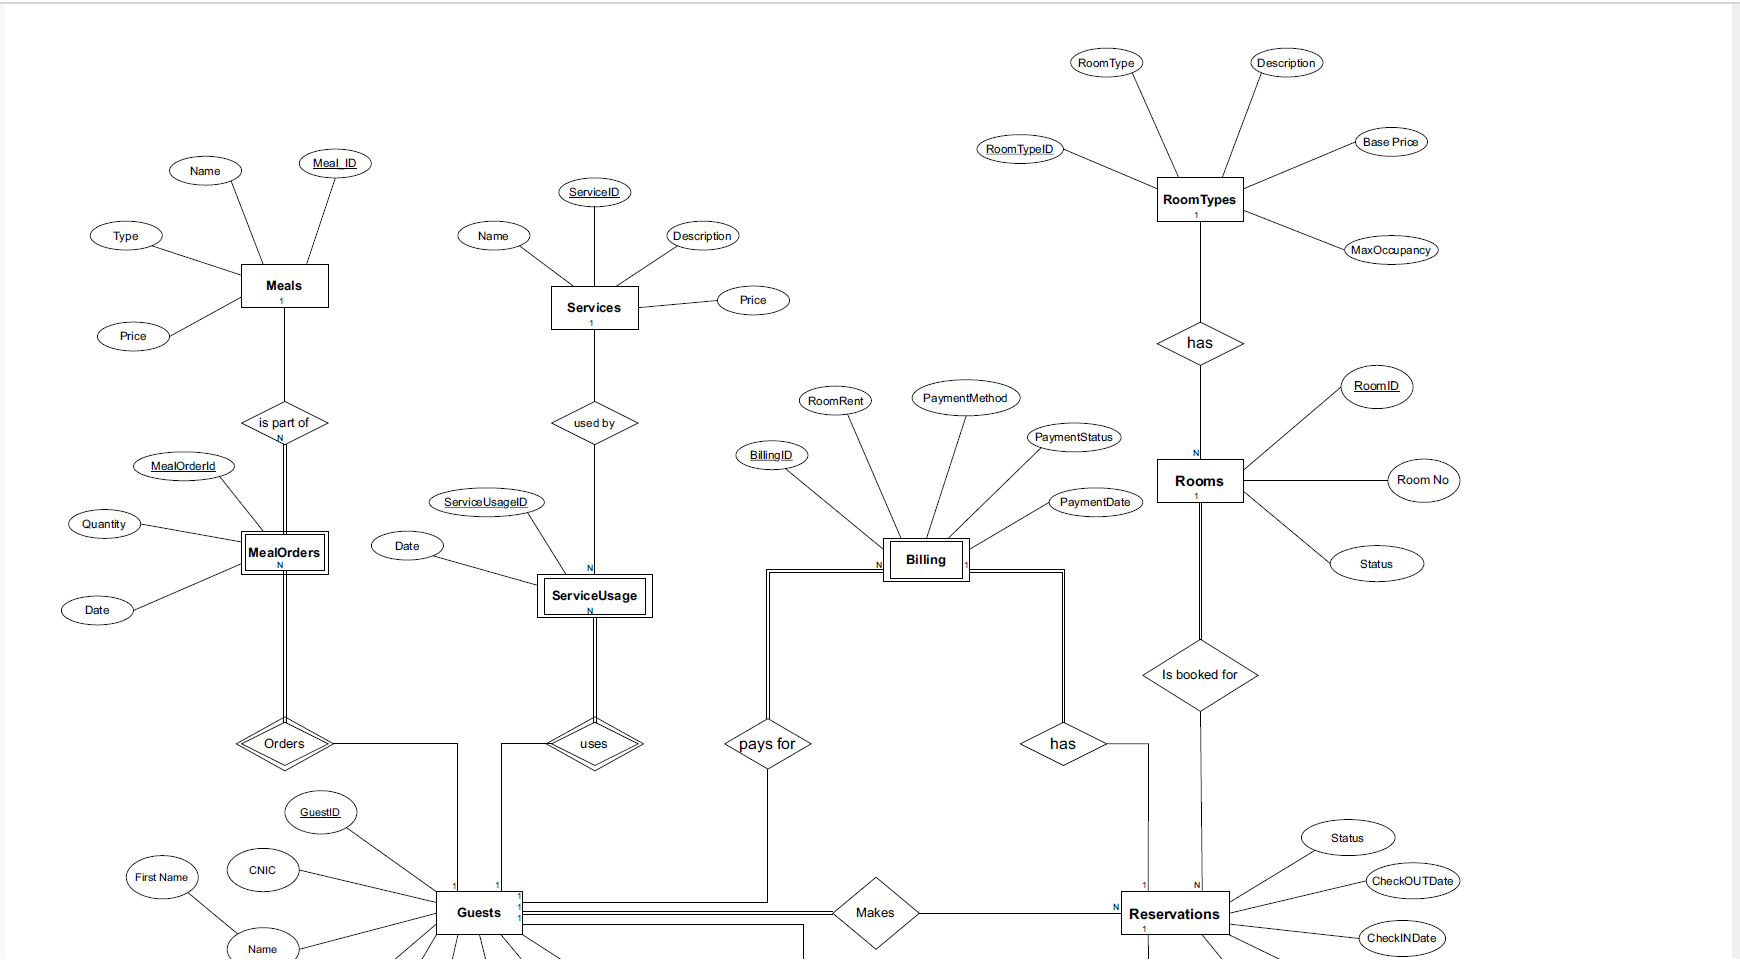 RoomType
Description
RoomTypeID
Base Price
RoomTypes
1
MaxOccupancy
Name
Meal_ID
Type
Meals
1
Price
ServiceID
Name
Description
Services
1
Price
has
is part of
N
used by
RoomRent
PaymentMethod
PaymentStatus
BillingID
PaymentDate
RoomID
N
Rooms
1
Room No
Status
MealOrderId
Quantity
MealOrders
N
Date
ServiceUsageID
Date
N
ServiceUsage
N
N
Billing
1
Is booked for
Orders
uses
pays for
has
GuestID
CNIC
First Name
Name
1
1
Guests
1
1
1
Makes
1
N
N
Reservations
1
Status
CheckOUTDate
CheckINDate